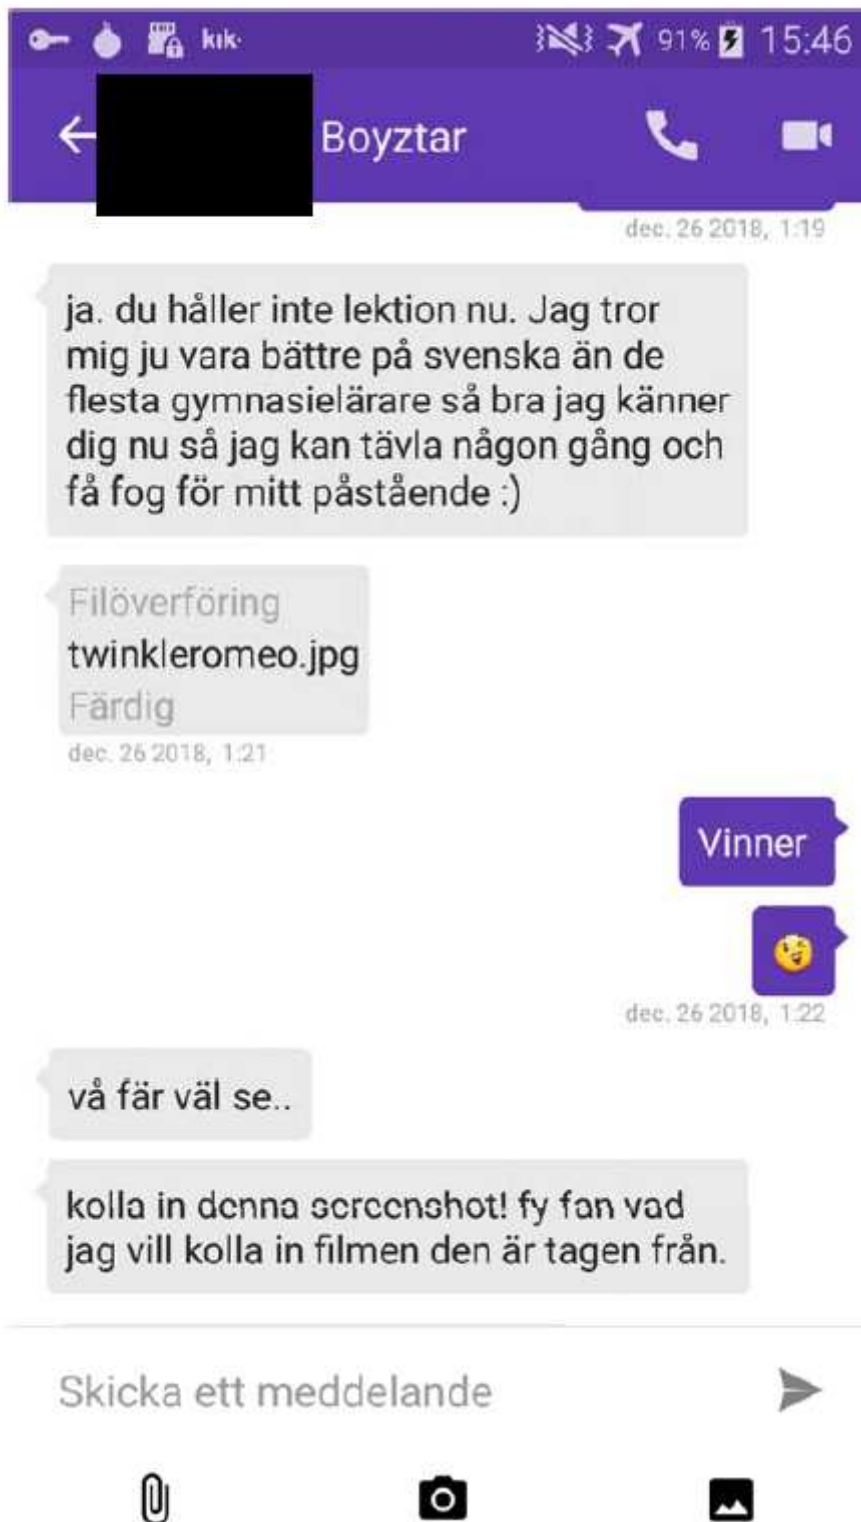 kik·
91%
15:46
Boyztar
dec. 26 2018, 1:19
ja. du håller inte lektion nu. Jag tror
mig ju vara bättre på svenska än de
flesta gymnasielärare så bra jag känner
dig nu så jag kan tävla någon gång och
få fog för mitt påstående :)
Filöverföring
twinkleromeo.jpg
Färdig
dec. 26 2018, 1:21
Vinner
dec. 26 2018, 1:22
vå fär väl se..
kolla in denna screenshot! fy fan vad
jag vill kolla in filmen den är tagen från.
Skicka ett meddelande